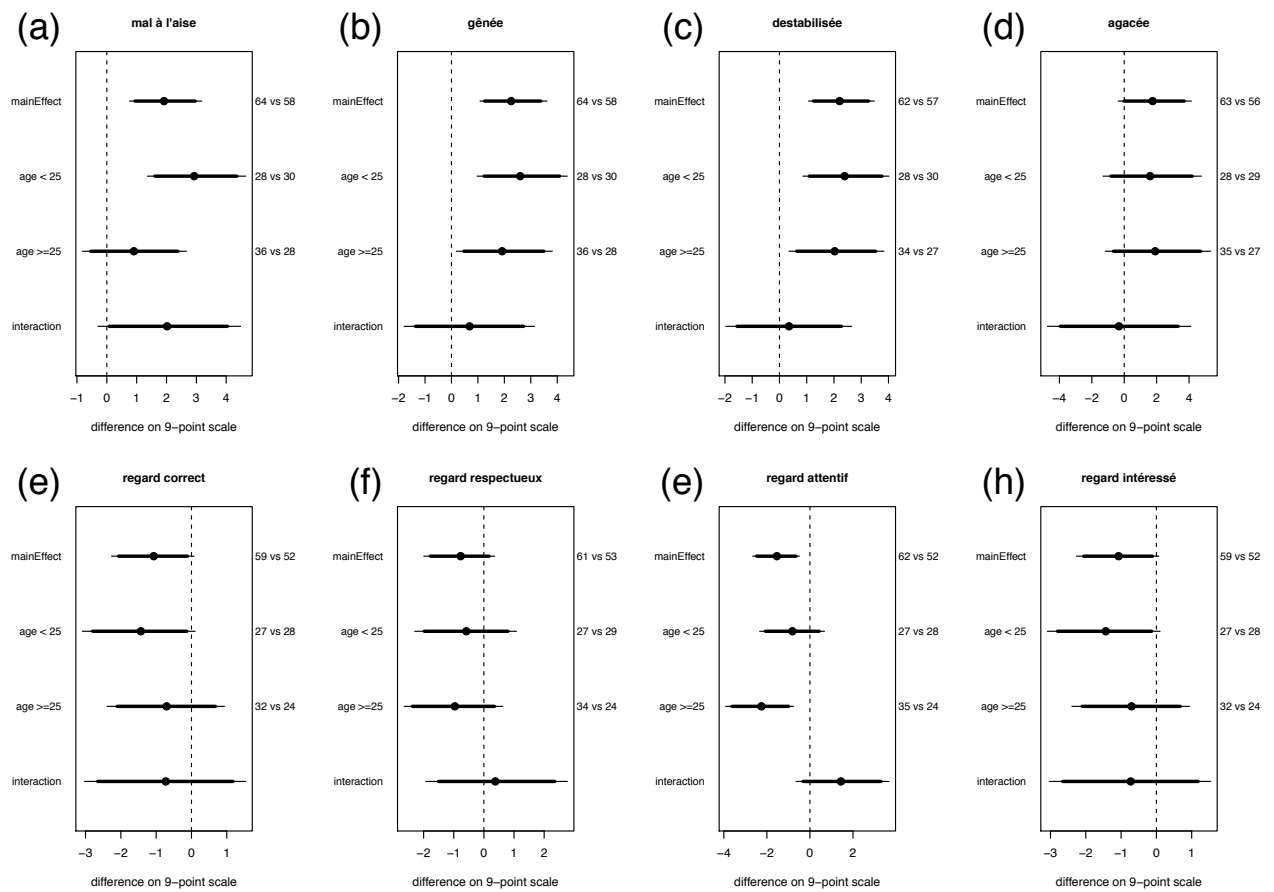 (a) mal à l'aise
mainEffect 64 vs 58
age < 25 28 vs 30
age >=25 36 vs 28
interaction
−1 0 1 2 3 4
difference on 9−point scale
(b) gênée
mainEffect 64 vs 58
age < 25 28 vs 30
age >=25 36 vs 28
interaction
−2 −1 0 1 2 3 4
difference on 9−point scale
(c) destabilisée
mainEffect 62 vs 57
age < 25 28 vs 30
age >=25 34 vs 27
interaction
−2 −1 0 1 2 3 4
difference on 9−point scale
(d) agacée
mainEffect 63 vs 56
age < 25 28 vs 29
age >=25 35 vs 27
interaction
−4 −2 0 2 4
difference on 9−point scale
(e) regard correct
mainEffect 59 vs 52
age < 25 27 vs 28
age >=25 32 vs 24
interaction
−3 −2 −1 0 1
difference on 9−point scale
(f) regard respectueux
mainEffect 61 vs 53
age < 25 27 vs 29
age >=25 34 vs 24
interaction
−2 −1 0 1 2
difference on 9−point scale
(e) regard attentif
mainEffect 62 vs 52
age < 25 27 vs 28
age >=25 35 vs 24
interaction
−4 −2 0 2
difference on 9−point scale
(h) regard intéressé
mainEffect 59 vs 52
age < 25 27 vs 28
age >=25 32 vs 24
interaction
−3 −2 −1 0 1
difference on 9−point scale